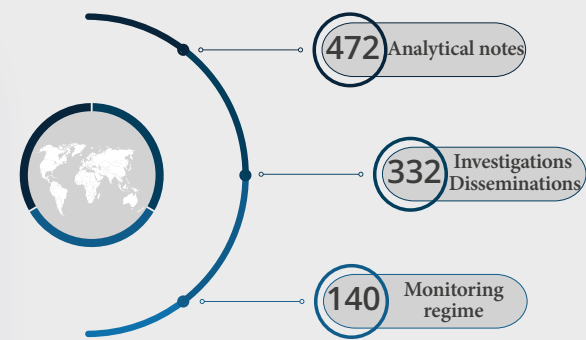 472 Analytical notes
332 Investigations
Disseminations
140 Monitoring
regime